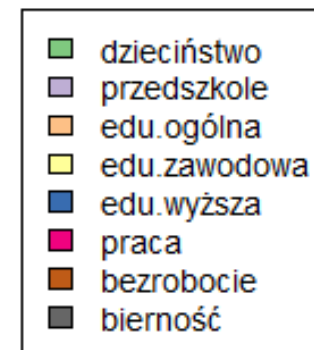 dzieciństwo
przedszkole
edu.ogólna
edu.zawodowa
edu.wyższa
praca
bezrobocie
bierność